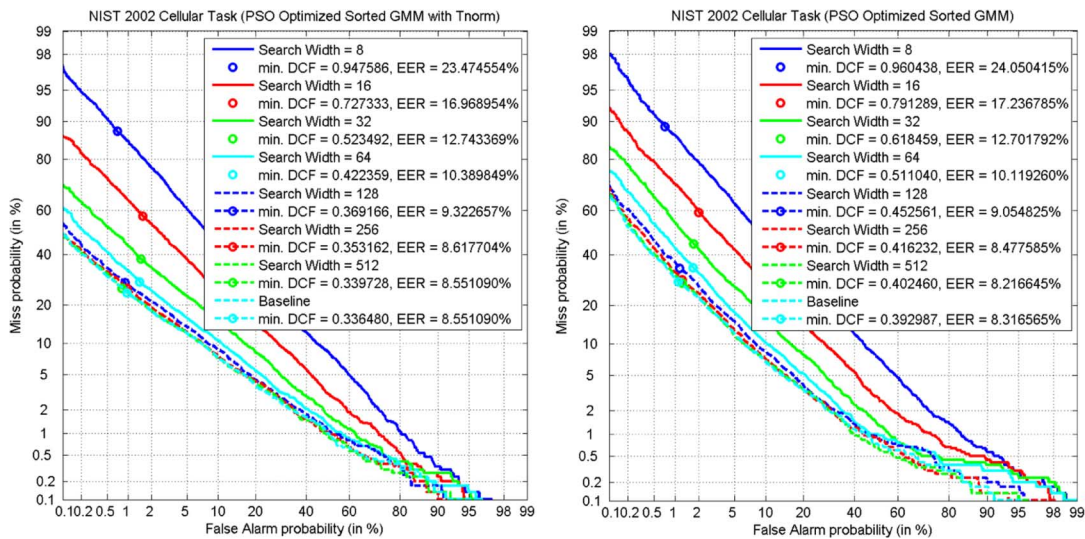 NIST 2002 Cellular Task (PSO Optimized Sorted GMM with Tnorm)
Miss probability (in %)
99
98
95
90
80
60
40
20
10
5
2
1
0.5
0.2
0.1
Search Width = 8
min. DCF = 0.947586, EER = 23.474554%
Search Width = 16
min. DCF = 0.727333, EER = 16.968954%
Search Width = 32
min. DCF = 0.523492, EER = 12.743369%
Search Width = 64
min. DCF = 0.422359, EER = 10.389849%
Search Width = 128
min. DCF = 0.369166, EER = 9.322657%
Search Width = 256
min. DCF = 0.353162, EER = 8.617704%
Search Width = 512
min. DCF = 0.339728, EER = 8.551090%
Baseline
min. DCF = 0.336480, EER = 8.551090%
0.10.2 0.5 1 2 5 10 20 40 60 80 90 95 98 99
False Alarm probability (in %)
NIST 2002 Cellular Task (PSO Optimized Sorted GMM)
Miss probability (in %)
99
98
95
90
80
60
40
20
10
5
2
1
0.5
0.2
0.1
Search Width = 8
min. DCF = 0.960438, EER = 24.050415%
Search Width = 16
min. DCF = 0.791289, EER = 17.236785%
Search Width = 32
min. DCF = 0.618459, EER = 12.701792%
Search Width = 64
min. DCF = 0.511040, EER = 10.119260%
Search Width = 128
min. DCF = 0.452561, EER = 9.054825%
Search Width = 256
min. DCF = 0.416232, EER = 8.477585%
Search Width = 512
min. DCF = 0.402460, EER = 8.216645%
Baseline
min. DCF = 0.392987, EER = 8.316565%
0.10.2 0.5 1 2 5 10 20 40 60 80 90 95 98 99
False Alarm probability (in %)